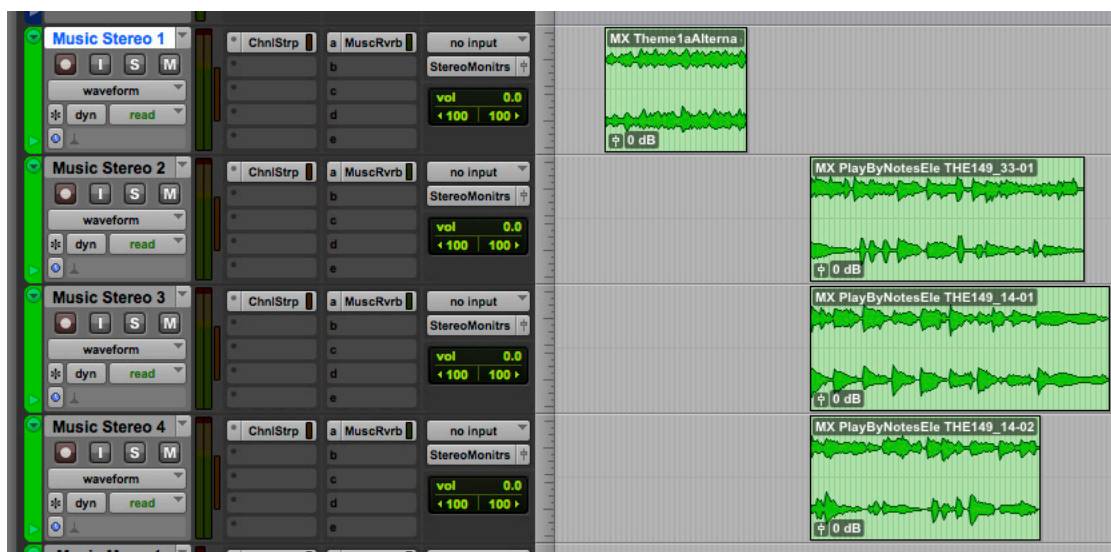 Music Stereo 1
ChnlStrp a MuscRvrb no input
I S M b StereoMonitrs
waveform c vol 0.0
dyn read d 100 100
e
MX Theme1aAlterna
0 dB
Music Stereo 2
ChnlStrp a MuscRvrb no input
I S M b StereoMonitrs
waveform c vol 0.0
dyn read d 100 100
e
MX PlayByNotesEle THE149_33-01
0 dB
Music Stereo 3
ChnlStrp a MuscRvrb no input
I S M b StereoMonitrs
waveform c vol 0.0
dyn read d 100 100
e
MX PlayByNotesEle THE149_14-01
0 dB
Music Stereo 4
ChnlStrp a MuscRvrb no input
I S M b StereoMonitrs
waveform c vol 0.0
dyn read d 100 100
e
MX PlayByNotesEle THE149_14-02
0 dB